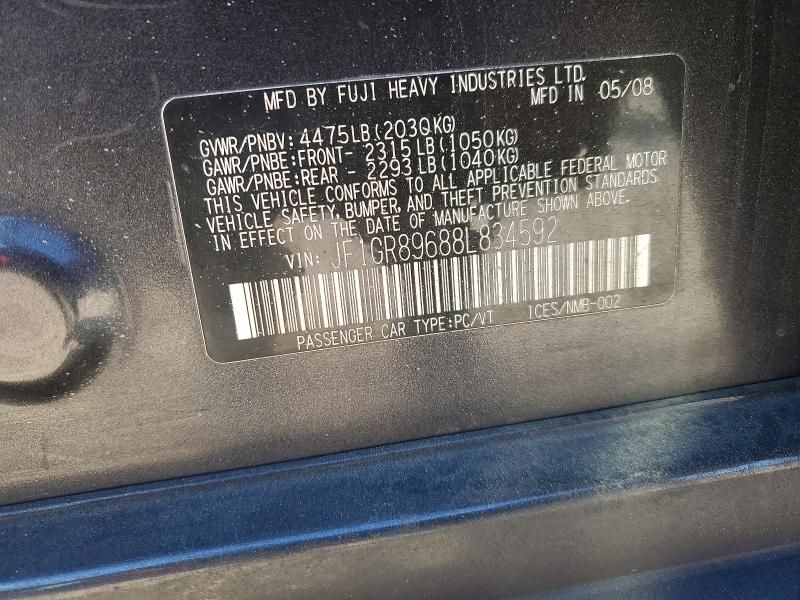 MFD BY FUJI HEAVY INDUSTRIES LTD.
MFD IN 05/08
GVWR/PNBV: 4475LB(2030KG)
GAWR/PNBE:FRONT- 2315LB(1050KG)
GAWR/PNBE:REAR - 2293LB(1040KG)
THIS VEHICLE CONFORMS TO ALL APPLICABLE FEDERAL MOTOR
VEHICLE SAFETY, BUMPER, AND THEFT PREVENTION STANDARDS
IN EFFECT ON THE DATE OF MANUFACTURE SHOWN ABOVE.
VIN: JF1GR89688L834592
PASSENGER CAR TYPE:PC/VT ICES/NMB-002